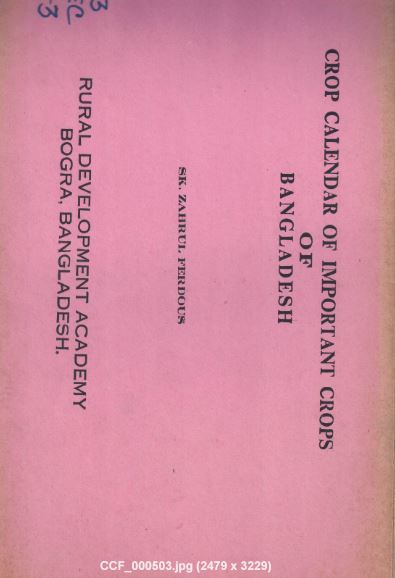 CROP CALENDAR OF IMPORTANT CROPS
OF
BANGLADESH
SK. ZAHRUL FERDOUS
RURAL DEVELOPMENT ACADEMY
BOGRA, BANGLADESH.
CCF_000503.jpg (2479 x 3229)